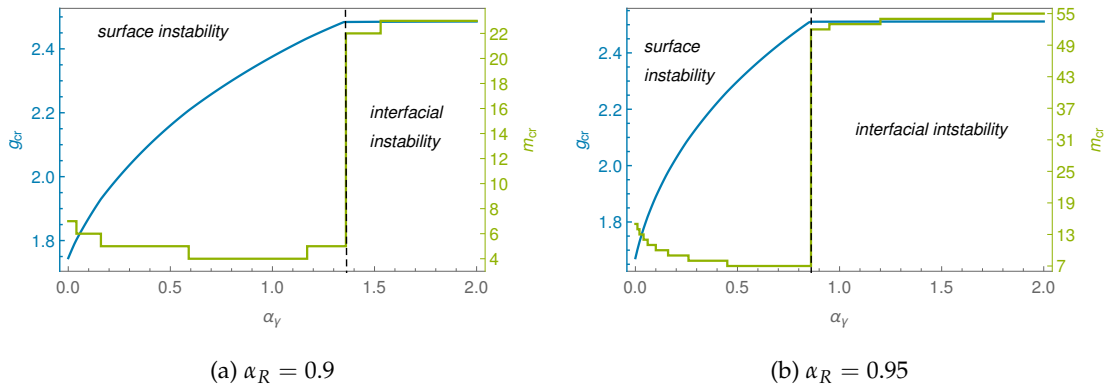 surface instability
interfacial
instability
2.4
2.2
2.0
1.8
g_cr
22
20
18
16
14
12
10
8
6
4
m_cr
0.0 0.5 1.0 1.5 2.0
α_γ
(a) α_R = 0.9
surface
instability
interfacial intstability
2.4
2.2
2.0
1.8
g_cr
55
49
43
37
31
25
19
13
7
m_cr
0.0 0.5 1.0 1.5 2.0
α_γ
(b) α_R = 0.95